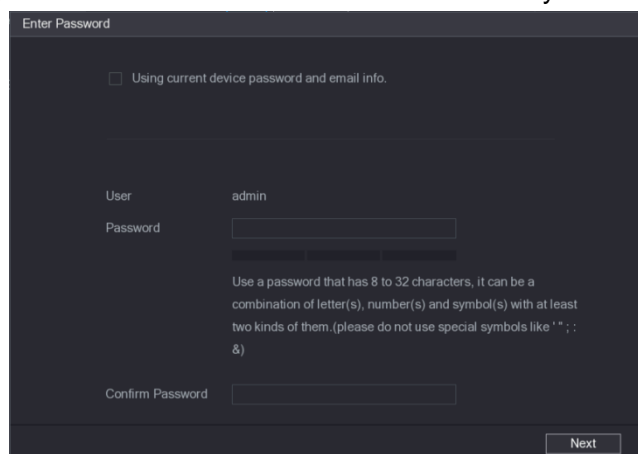 Enter Password
Using current device password and email info.
User admin
Password
Use a password that has 8 to 32 characters, it can be a
combination of letter(s), number(s) and symbol(s) with at least
two kinds of them.(please do not use special symbols like ' " ; :
&)
Confirm Password
Next